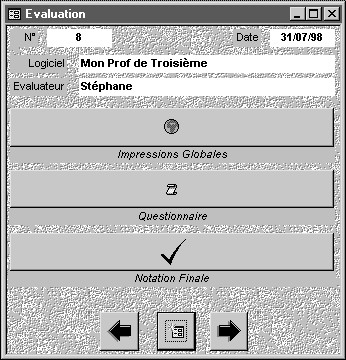 Evaluation
N° 8 Date 31/07/98
Logiciel Mon Prof de Troisième
Evaluateur Stéphane
Impressions Globales
Questionnaire
Notation Finale